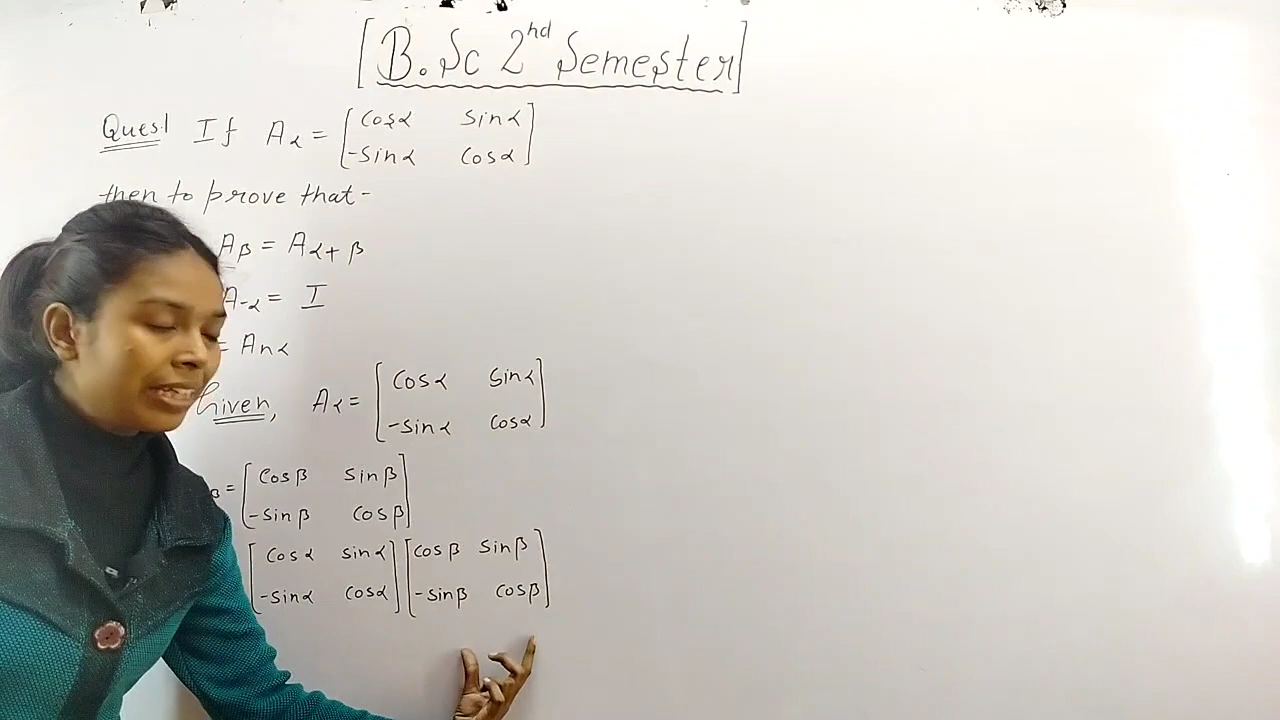 [B.Sc 2nd Semester]
Ques.1 If Aα = [cosα sinα
-sinα cosα]
then to prove that-
Aβ = Aα+β
A-α = I
= Anα
Given, Aα = [cosα sinα
-sinα cosα]
β = [cosβ sinβ
-sinβ cosβ]
[cosα sinα [cosβ sinβ
-sinα cosα] -sinβ cosβ]